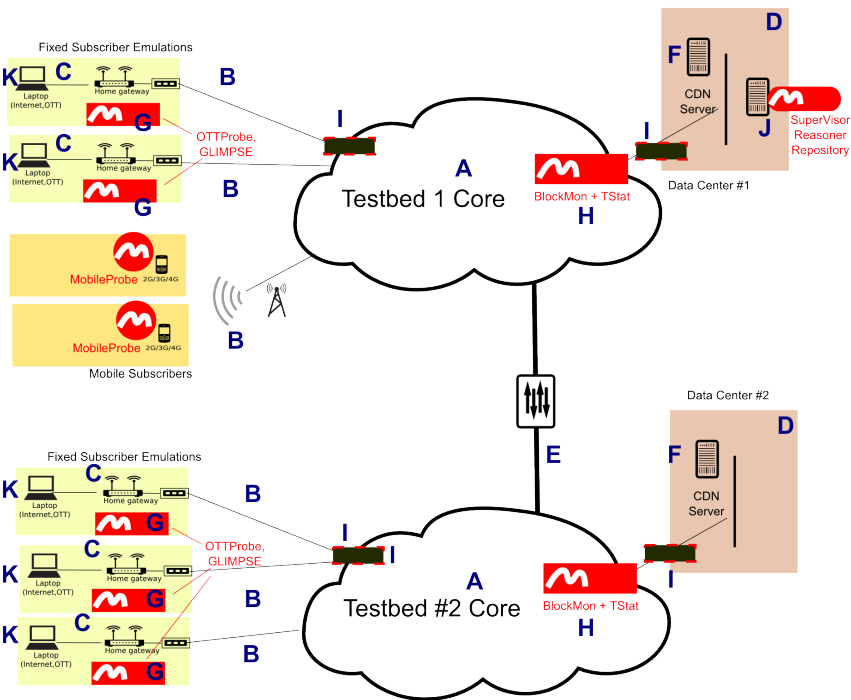 Fixed Subscriber Emulations
K
C
Laptop
(Internet,OTT)
Home gateway
G
B
K
C
Laptop
(Internet,OTT)
Home gateway
G
B
OTTProbe,
GLIMPSE
I
A
Testbed 1 Core
BlockMon + TStat
H
I
D
F
CDN
Server
J
SuperVisor
Reasoner
Repository
Data Center #1
MobileProbe
2G/3G/4G
MobileProbe
2G/3G/4G
Mobile Subscribers
B
E
Data Center #2
D
F
CDN
Server
I
Fixed Subscriber Emulations
K
C
Laptop
(Internet,OTT)
Home gateway
G
B
OTTProbe,
GLIMPSE
K
C
Laptop
(Internet,OTT)
Home gateway
G
B
K
C
Laptop
(Internet,OTT)
Home gateway
G
B
I
I
A
Testbed #2 Core
BlockMon + TStat
H